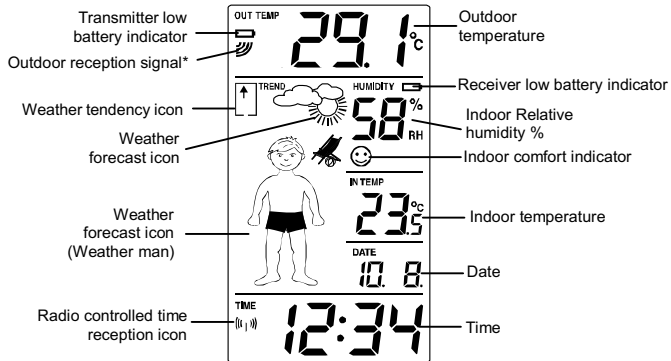 Transmitter low
battery indicator
Outdoor reception signal*
Weather tendency icon
Weather
forecast icon
Weather
forecast icon
(Weather man)
Radio controlled time
reception icon
OUT TEMP
29.1°C
TREND
HUMIDITY
58%
RH
IN TEMP
23.5°C
DATE
10. 8.
TIME
12:34
Outdoor
temperature
Receiver low battery indicator
Indoor Relative
humidity %
Indoor comfort indicator
Indoor temperature
Date
Time